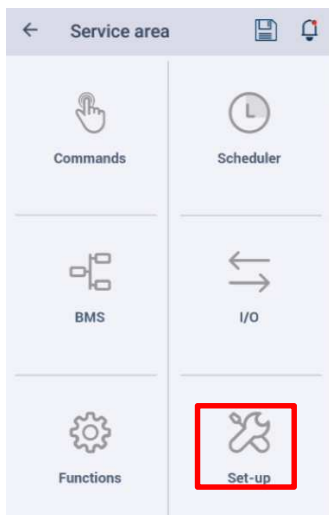 Service area
Commands
Scheduler
BMS
I/O
Functions
Set-up